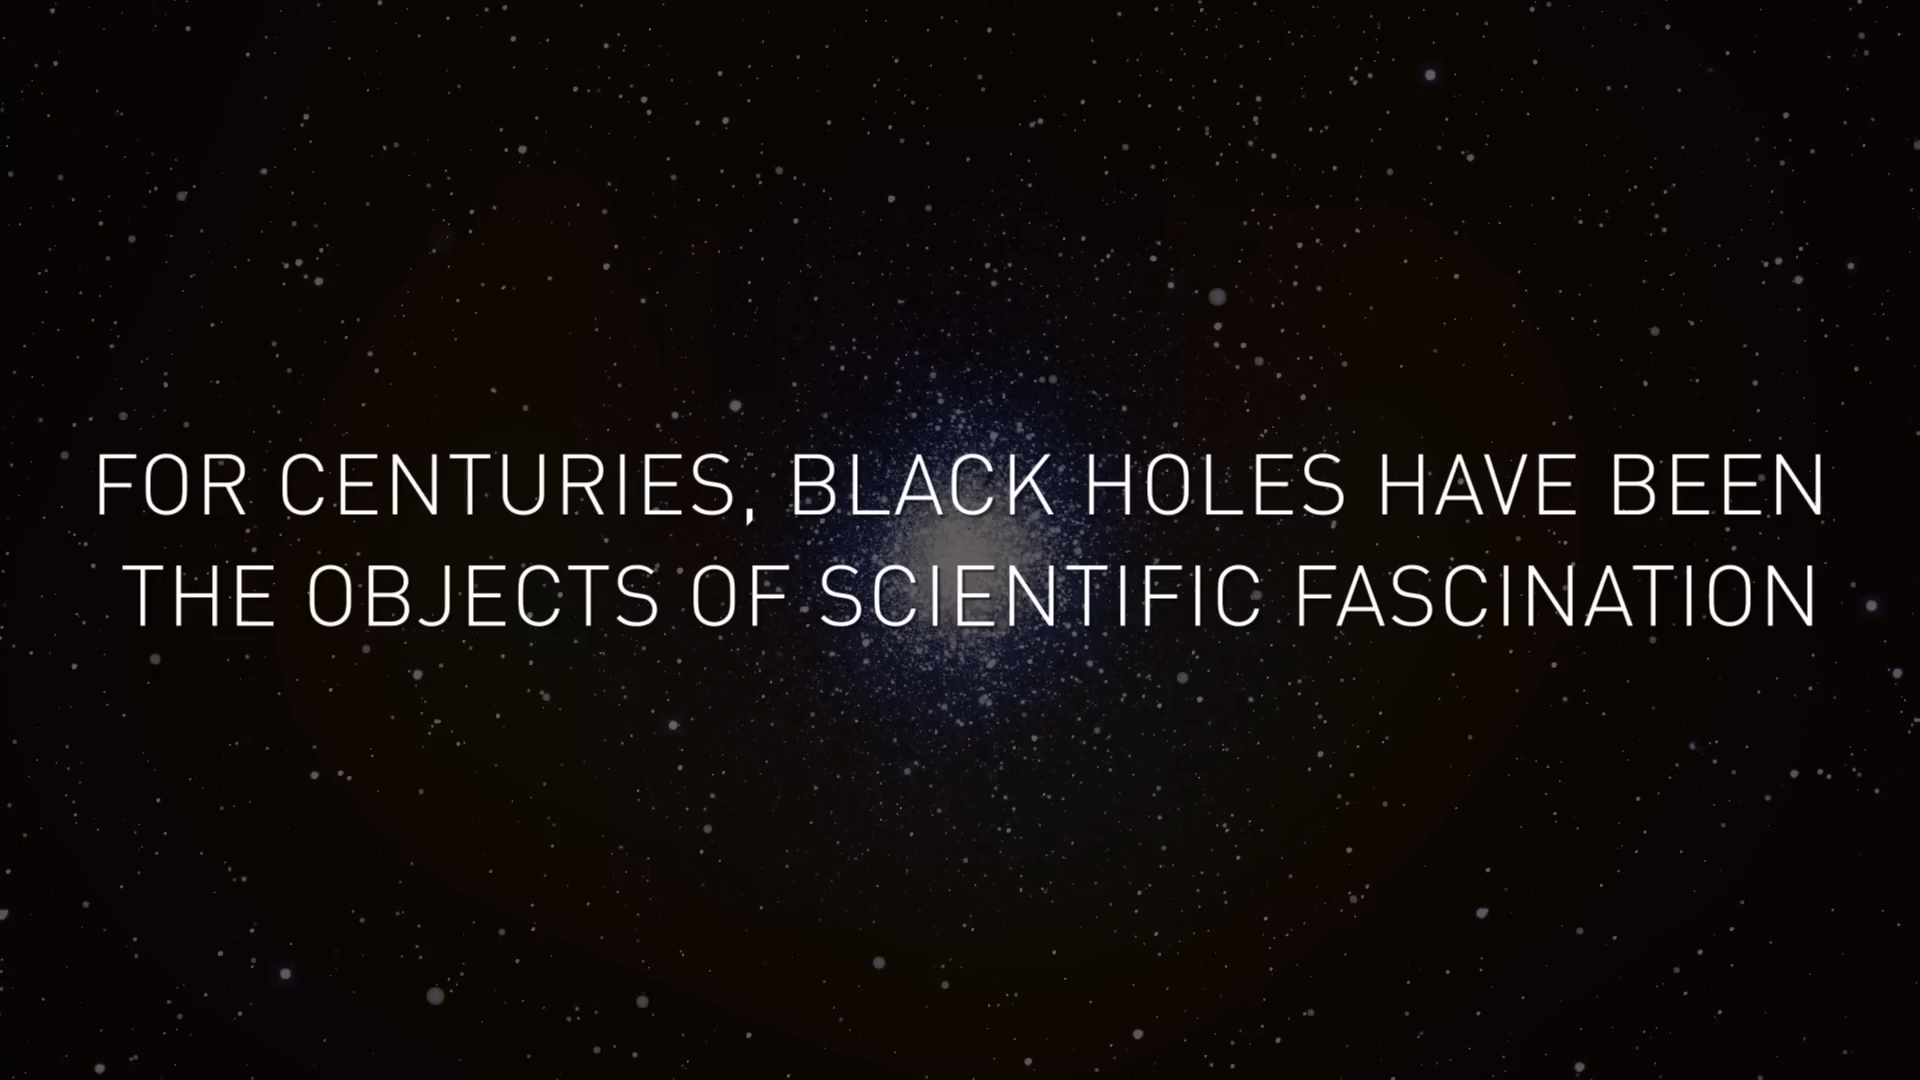 FOR CENTURIES, BLACK HOLES HAVE BEEN
THE OBJECTS OF SCIENTIFIC FASCINATION